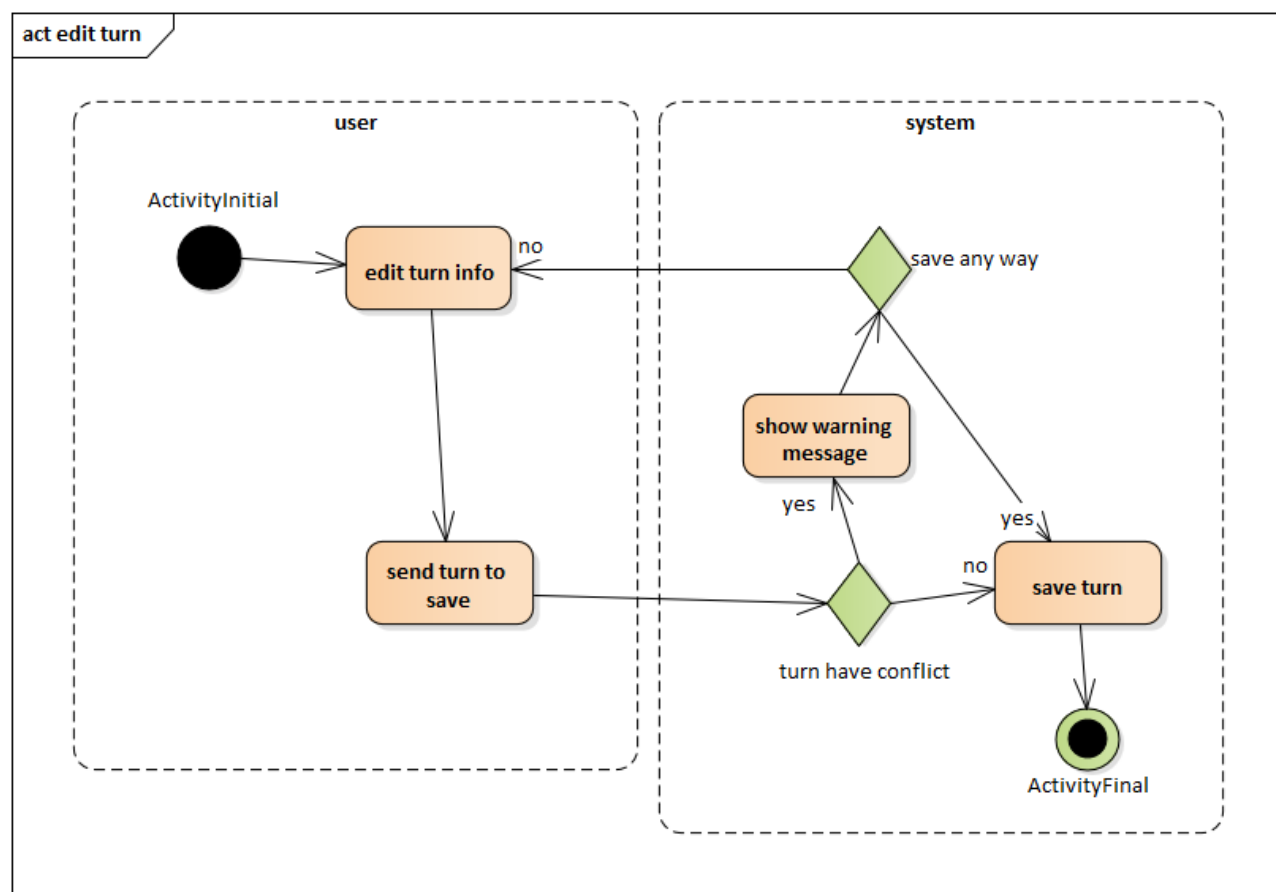 act edit turn
user
system
ActivityInitial
edit turn info
no
save any way
show warning
message
yes
yes
send turn to
save
no
save turn
turn have conflict
ActivityFinal